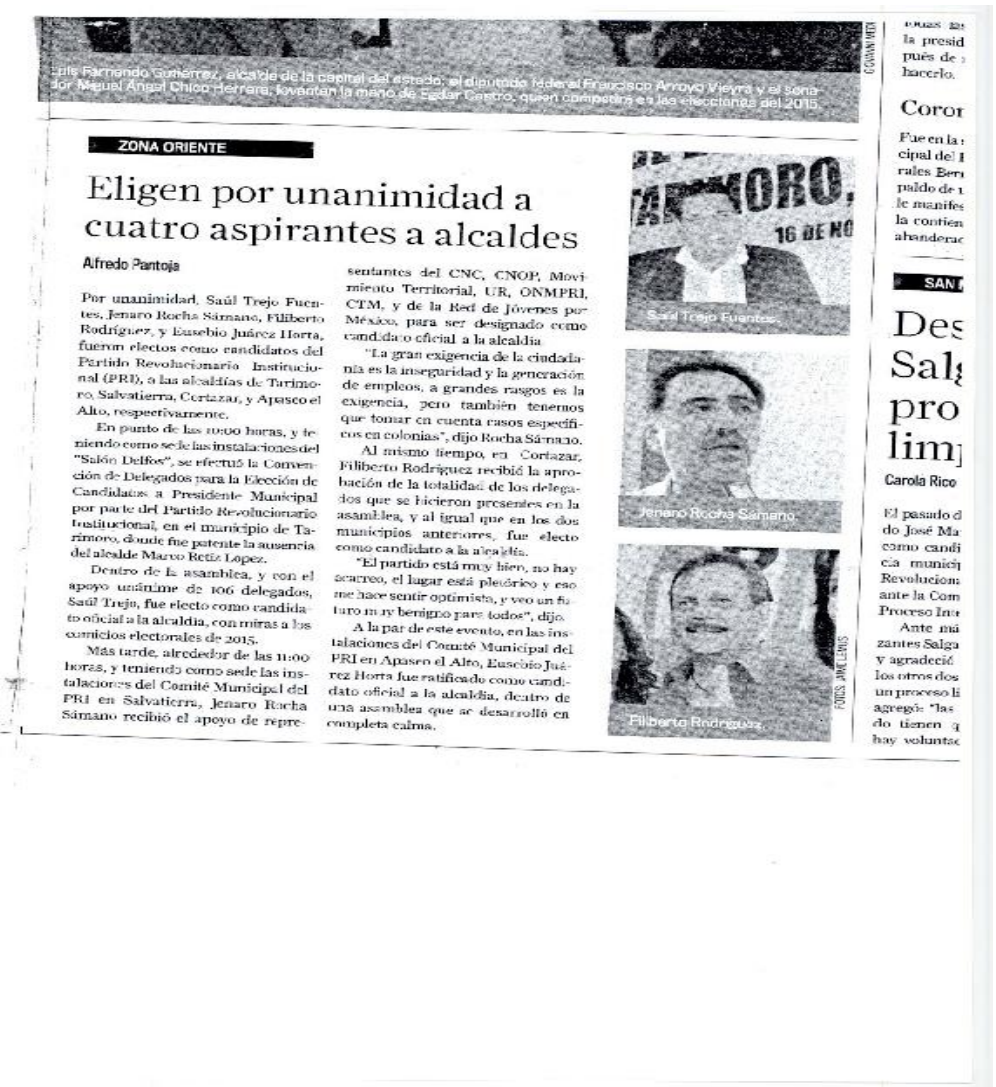 Luis Fernando Gutiérrez, alcalde de la capital del estado; el diputado federal Francisco Arroyo Vieyra y el sena-
dor Miguel Ángel Chico Herrera, levantan la mano de Egdar Castro, quien competirá en las elecciones del 2015.
ZONA ORIENTE
Eligen por unanimidad a
cuatro aspirantes a alcaldes
Alfredo Pantoja
Por unanimidad, Saúl Trejo Fuen-
tes, Jenaro Rocha Sámano, Filiberto
Rodríguez, y Eusebio Juárez Horta,
fueron electos como candidatos del
Partido Revolucionario Institucio-
nal (PRI), a las alcaldías de Tarimo-
ro, Salvatierra, Cortazar, y Apaseo el
Alto, respectivamente.
En punto de las 10:00 horas, y te-
niendo como sede las instalaciones del
"Salón Delfos", se efectuó la Conven-
ción de Delegados para la Elección de
Candidatos a Presidente Municipal
por parte del Partido Revolucionario
Institucional, en el municipio de Ta-
rimoro, donde fue patente la ausencia
del alcalde Marco Retiz Lopez.
Dentro de la asamblea, y con el
apoyo unánime de 106 delegados,
Saúl Trejo, fue electo como candida-
to oficial a la alcaldía, con miras a los
comicios electorales de 2015.
Más tarde, alrededor de las 11:00
horas, y teniendo como sede las ins-
talaciones del Comité Municipal del
PRI en Salvatierra, Jenaro Rocha
Sámano recibió el apoyo de repre-
sentantes del CNC, CNOP, Movi-
miento Territorial, UR, ONMPRI,
CTM, y de la Red de Jóvenes por
México, para ser designado como
candidato oficial a la alcaldía.
"La gran exigencia de la ciudada-
nía es la inseguridad y la generación
de empleos, a grandes rasgos es la
exigencia, pero también tenemos
que tomar en cuenta casos específi-
cos en colonias", dijo Rocha Sámano.
Al mismo tiempo, en Cortazar,
Filiberto Rodríguez recibió la apro-
bación de la totalidad de los delega-
dos que se hicieron presentes en la
asamblea, y al igual que en los dos
municipios anteriores, fue electo
como candidato a la alcaldía.
"El partido está muy bien, no hay
acarreo, el lugar está pletórico y eso
me hace sentir optimista, y veo un fu-
turo muy benigno para todos", dijo.
A la par de este evento, en las ins-
talaciones del Comité Municipal del
PRI en Apaseo el Alto, Eusebio Juá-
rez Horta fue ratificado como candi-
dato oficial a la alcaldía, dentro de
una asamblea que se desarrolló en
completa calma.
TARIMORO,
16 DE NO
Saúl Trejo Fuentes.
Jenaro Rocha Sámano.
Filiberto Rodríguez.
FOTOS: JAIME LEMUS
la presid
pués de
hacerlo.
Coror
Fue en la
cipal del
rales Ber
paldo de
le manifes
la contien
abanderac
SAN
Des
Salg
pro
limp
Carola Rico
El pasado d
do José Ma
como candi
cia municip
Revoluciona
ante la Com
Proceso Int
Ante má
zantes Salga
y agradeció
los otros dos
un proceso li
agregó: "las
do tienen q
hay voluntad